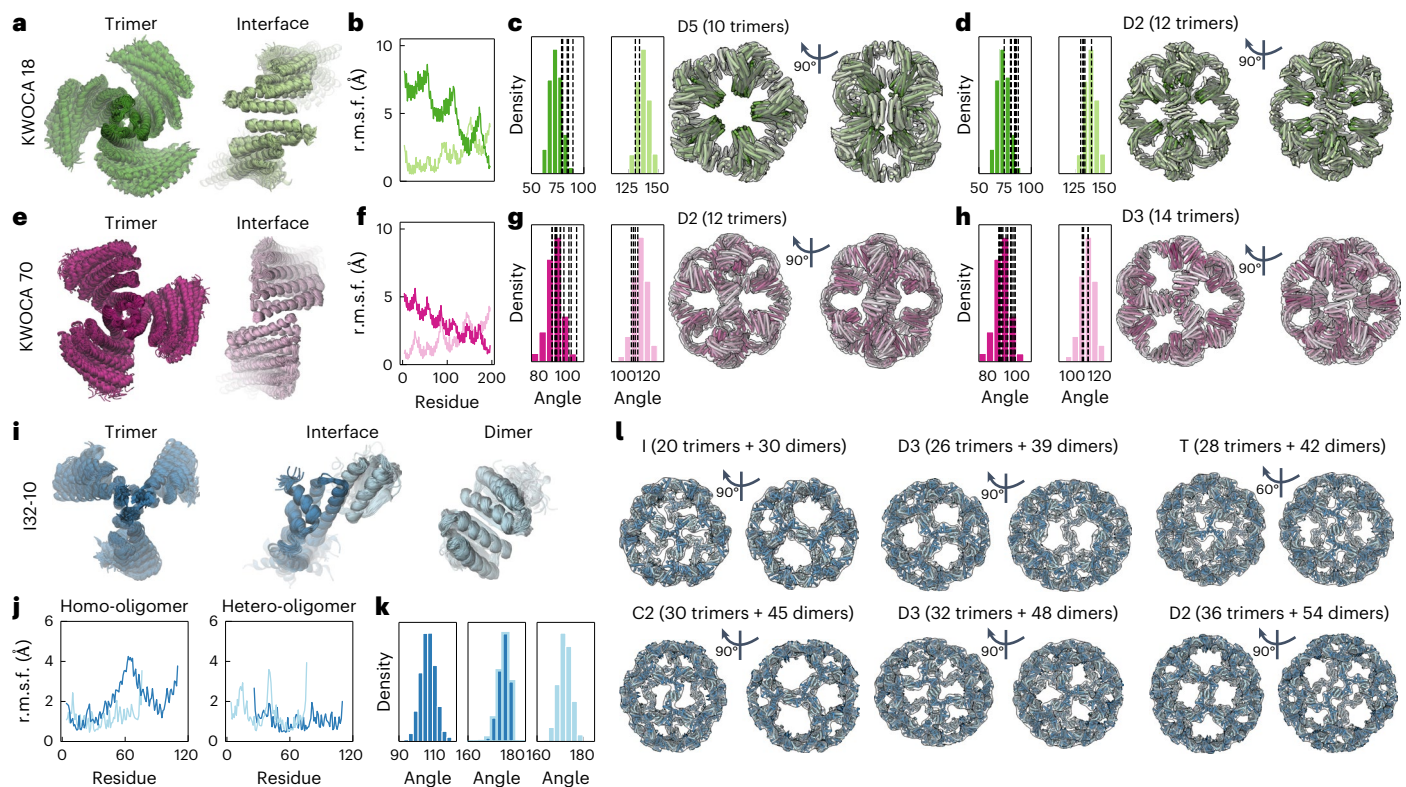 a Trimer Interface
KWOCA 18
b
r.m.s.f. (Å)
10
5
0
c D5 (10 trimers)
90°
Density
50 75 100
125 150
d D2 (12 trimers)
90°
Density
50 75 100
125 150
e Trimer Interface
KWOCA 70
f
r.m.s.f. (Å)
10
5
0
0 100 200
Residue
g D2 (12 trimers)
90°
Density
80 100
100 120
Angle Angle
h D3 (14 trimers)
90°
Density
80 100
100 120
Angle Angle
i Trimer Interface Dimer
I32-10
j Homo-oligomer Hetero-oligomer
r.m.s.f. (Å)
6
4
2
0
0 60 110
Residue
6
4
2
0
0 60 120
Residue
k
Density
90 110
160 180
160 180
Angle Angle Angle
l
I (20 trimers + 30 dimers) D3 (26 trimers + 39 dimers) T (28 trimers + 42 dimers)
90° 90° 60°
C2 (30 trimers + 45 dimers) D3 (32 trimers + 48 dimers) D2 (36 trimers + 54 dimers)
90° 90° 90°